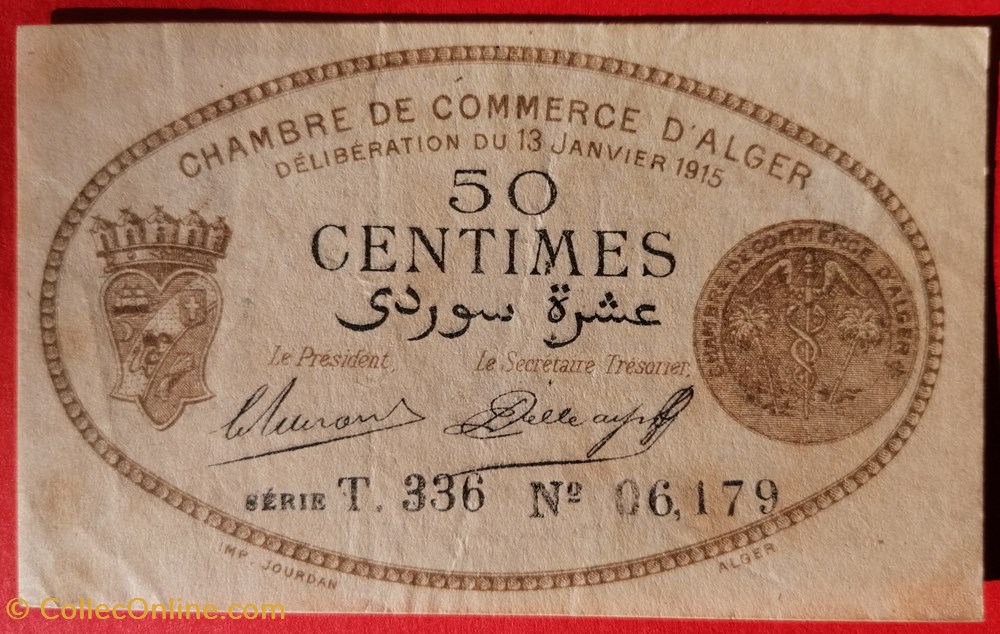 CHAMBRE DE COMMERCE D'ALGER
DÉLIBÉRATION DU 13 JANVIER 1915
50
CENTIMES
عشرة سوردى
Le Président,
Le Secrétaire Trésorier,
CHAMBRE DE COMMERCE D'ALGER
SÉRIE T. 336 Nº 06,179
IMP. JOURDAN
ALGER
© CollecOnline.com